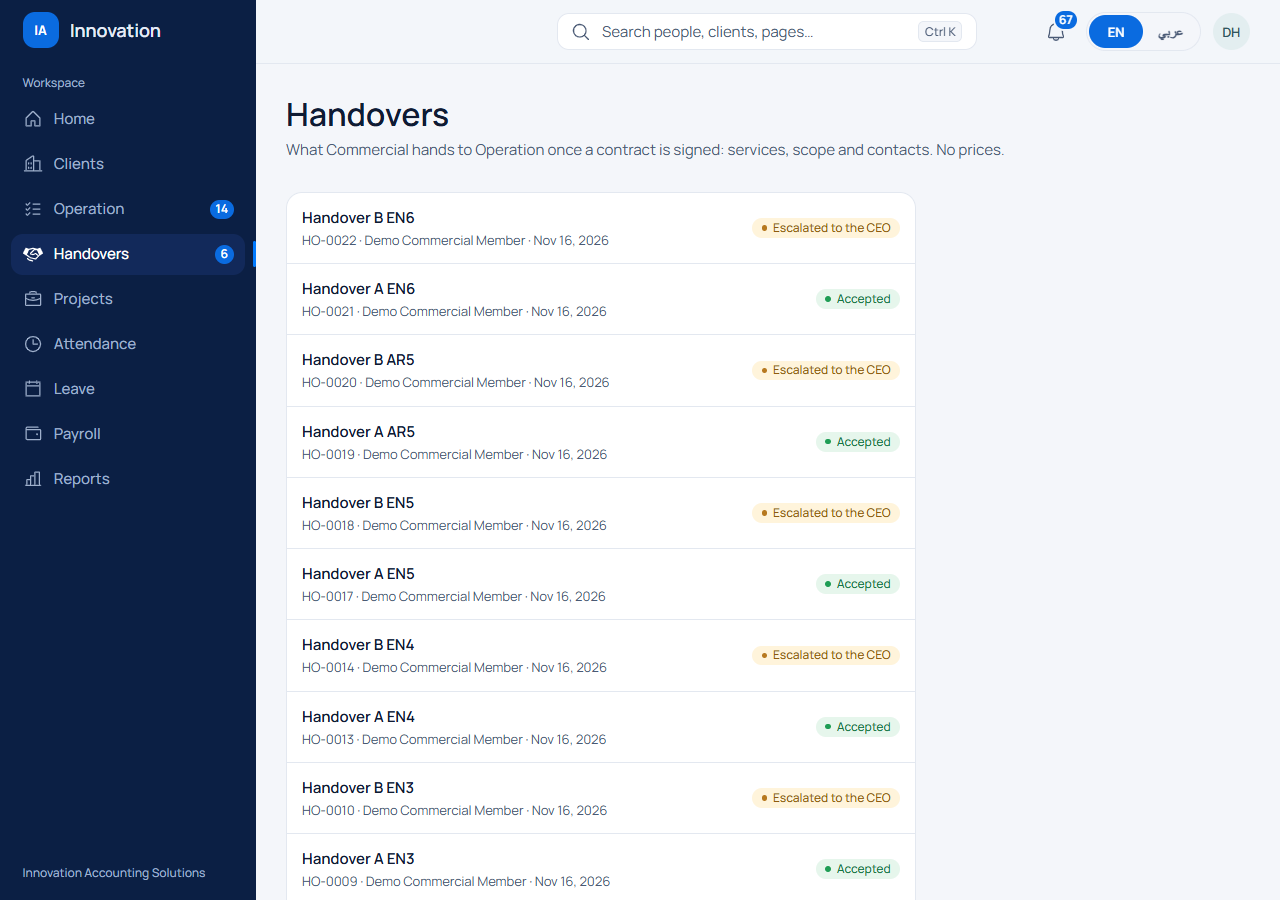 IA Innovation
Search people, clients, pages... Ctrl K
67
EN عربي
DH
Workspace
Home
Clients
Operation 14
Handovers 6
Projects
Attendance
Leave
Payroll
Reports
Innovation Accounting Solutions
Handovers
What Commercial hands to Operation once a contract is signed: services, scope and contacts. No prices.
Handover B EN6
HO-0022 · Demo Commercial Member · Nov 16, 2026
Escalated to the CEO
Handover A EN6
HO-0021 · Demo Commercial Member · Nov 16, 2026
Accepted
Handover B AR5
HO-0020 · Demo Commercial Member · Nov 16, 2026
Escalated to the CEO
Handover A AR5
HO-0019 · Demo Commercial Member · Nov 16, 2026
Accepted
Handover B EN5
HO-0018 · Demo Commercial Member · Nov 16, 2026
Escalated to the CEO
Handover A EN5
HO-0017 · Demo Commercial Member · Nov 16, 2026
Accepted
Handover B EN4
HO-0014 · Demo Commercial Member · Nov 16, 2026
Escalated to the CEO
Handover A EN4
HO-0013 · Demo Commercial Member · Nov 16, 2026
Accepted
Handover B EN3
HO-0010 · Demo Commercial Member · Nov 16, 2026
Escalated to the CEO
Handover A EN3
HO-0009 · Demo Commercial Member · Nov 16, 2026
Accepted